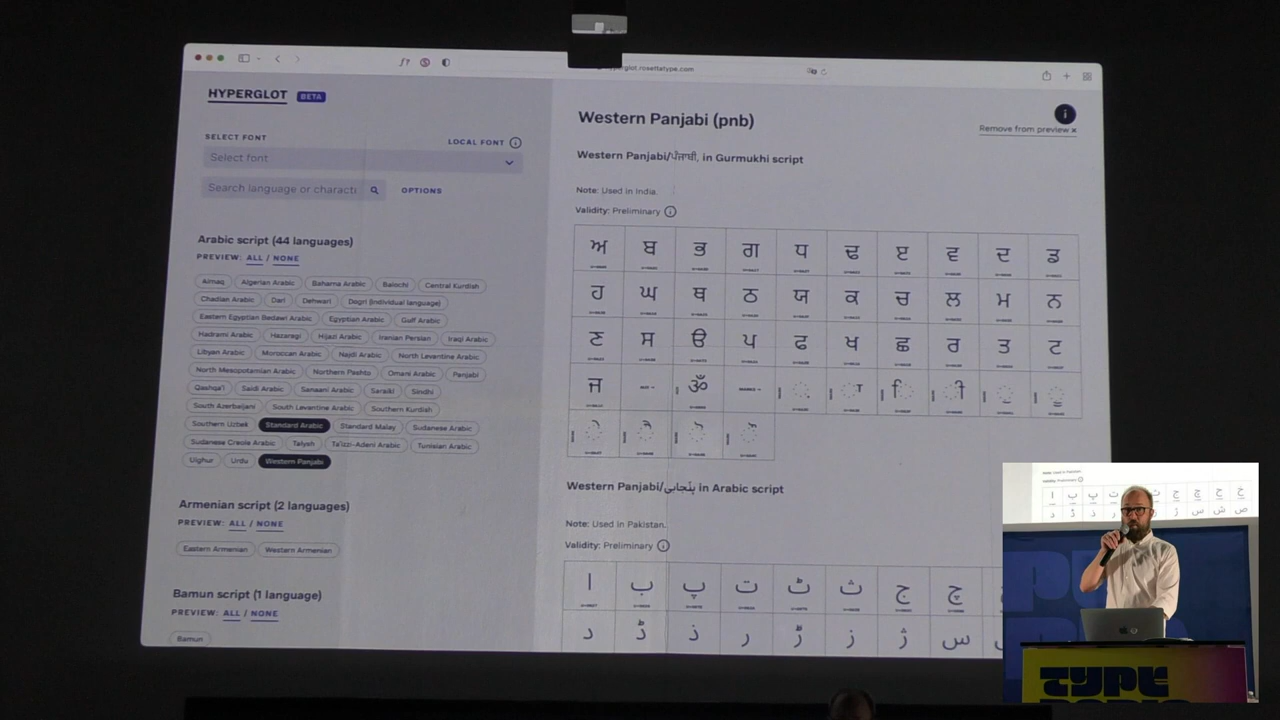 hyperglot.rosettatype.com
HYPERGLOT BETA
SELECT FONT
LOCAL FONT
Select font
Search language or characte
OPTIONS
Arabic script (44 languages)
PREVIEW: ALL / NONE
Aimaq Algerian Arabic Baharna Arabic Balochi Central Kurdish
Chadian Arabic Dari Dehwari Dogri (individual language)
Eastern Egyptian Bedawi Arabic Egyptian Arabic Gulf Arabic
Hadrami Arabic Hazaragi Hijazi Arabic Iranian Persian Iraqi Arabic
Libyan Arabic Moroccan Arabic Najdi Arabic North Levantine Arabic
North Mesopotamian Arabic Northern Pashto Omani Arabic Panjabi
Qashqa'i Saidi Arabic Sanaani Arabic Saraiki Sindhi
South Azerbaijani South Levantine Arabic Southern Kurdish
Southern Uzbek Standard Arabic Standard Malay Sudanese Arabic
Sudanese Creole Arabic Talysh Ta'izzi-Adeni Arabic Tunisian Arabic
Uighur Urdu Western Panjabi
Armenian script (2 languages)
PREVIEW: ALL / NONE
Eastern Armenian Western Armenian
Bamun script (1 language)
PREVIEW: ALL / NONE
Bamun
Western Panjabi (pnb)
Remove from preview ×
Western Panjabi/ਪੰਜਾਬੀ, in Gurmukhi script
Note: Used in India.
Validity: Preliminary
ਅ ਬ ਭ ਗ ਧ ਢ ੲ ਵ ਦ ਡ
ਹ ਘ ਥ ਠ ਯ ਕ ਚ ਲ ਮ ਨ
ਣ ਸ ੳ ਪ ਫ ਖ ਛ ਰ ਤ ਟ
ਜ ੴ ਼ ਾ ਿ ੀ ੁ ੂ
ੇ ੈ ੋ ੌ
Western Panjabi/پنجابی in Arabic script
Note: Used in Pakistan.
Validity: Preliminary
ا ب پ ت ٹ ث ج چ
د ڈ ذ ر ڑ ز ژ س
TYPE